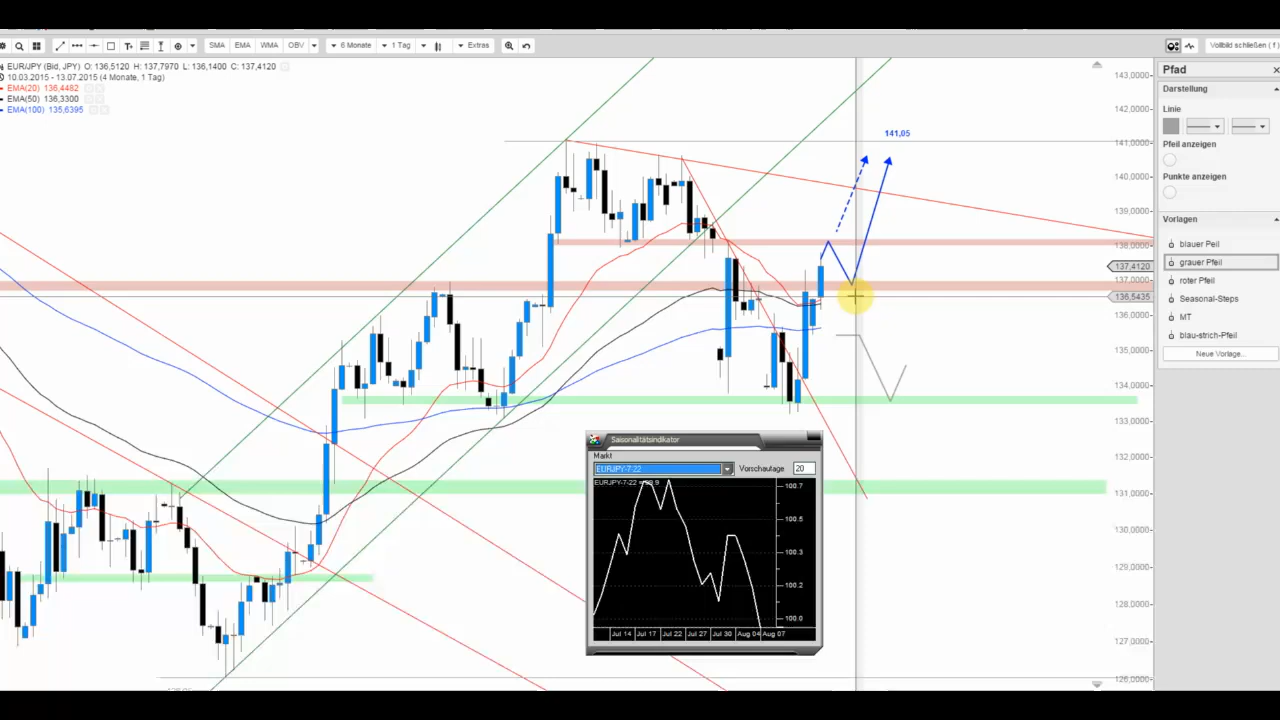 SMA EMA WMA OBV 6 Monate 1 Tag Extras Vollbild schließen ( f )
EUR/JPY (Bid, JPY) O: 136,5120 H: 137,7970 L: 136,1400 C: 137,4120
10.03.2015 - 13.07.2015 (4 Monate, 1 Tag)
EMA(20) 136,4482
EMA(50) 136,3300
EMA(100) 135,6395
141,05
143,0000
142,0000
141,0000
140,0000
139,0000
138,0000
137,4120
137,0000
136,5435
136,0000
135,0000
134,0000
133,0000
132,0000
131,0000
130,0000
129,0000
128,0000
127,0000
126,0000
Pfad
Darstellung
Linie
Pfeil anzeigen
Punkte anzeigen
Vorlagen
blauer Peil
grauer Pfeil
roter Pfeil
Seasonal-Steps
MT
blau-strich-Pfeil
Neue Vorlage...
Saisonalitätsindikator
Markt
EURJPY-7-22 Vorschautage 20
100.7
100.5
100.3
100.2
100.0
Jul 14 Jul 17 Jul 22 Jul 27 Jul 30 Aug 04 Aug 07